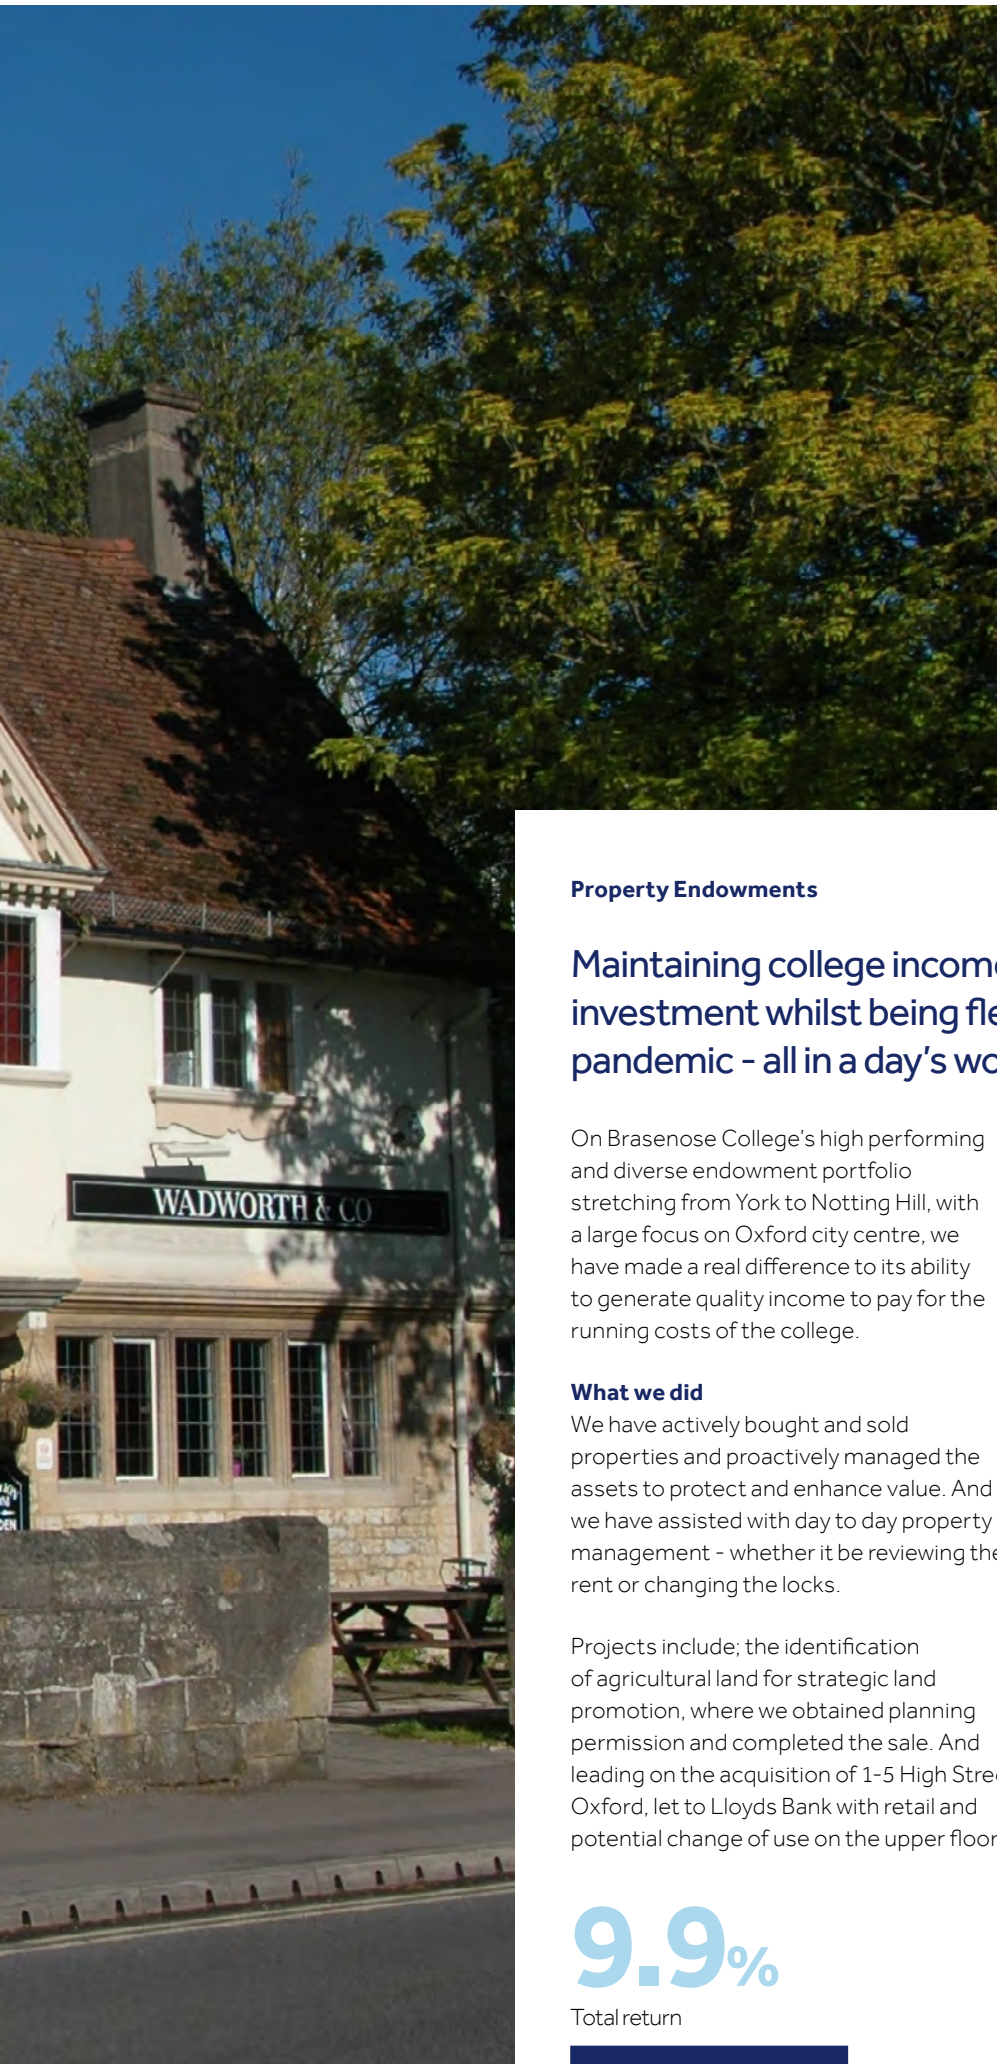 WADWORTH & CO
Property Endowments
Maintaining college
investment whilst being
pandemic - all in a day's
On Brasenose College's high performing
and diverse endowment portfolio
stretching from York to Notting Hill, with
a large focus on Oxford city centre, we
have made a real difference to its ability
to generate quality income to pay for the
running costs of the college.
What we did
We have actively bought and sold
properties and proactively managed the
assets to protect and enhance value. And
we have assisted with day to day property
management - whether it be reviewing the
rent or changing the locks.
Projects include; the identification
of agricultural land for strategic land
promotion, where we obtained planning
permission and completed the sale. And
leading on the acquisition of 1-5 High
Oxford, let to Lloyds Bank with retail and
potential change of use on the upper
9.9%
Total return